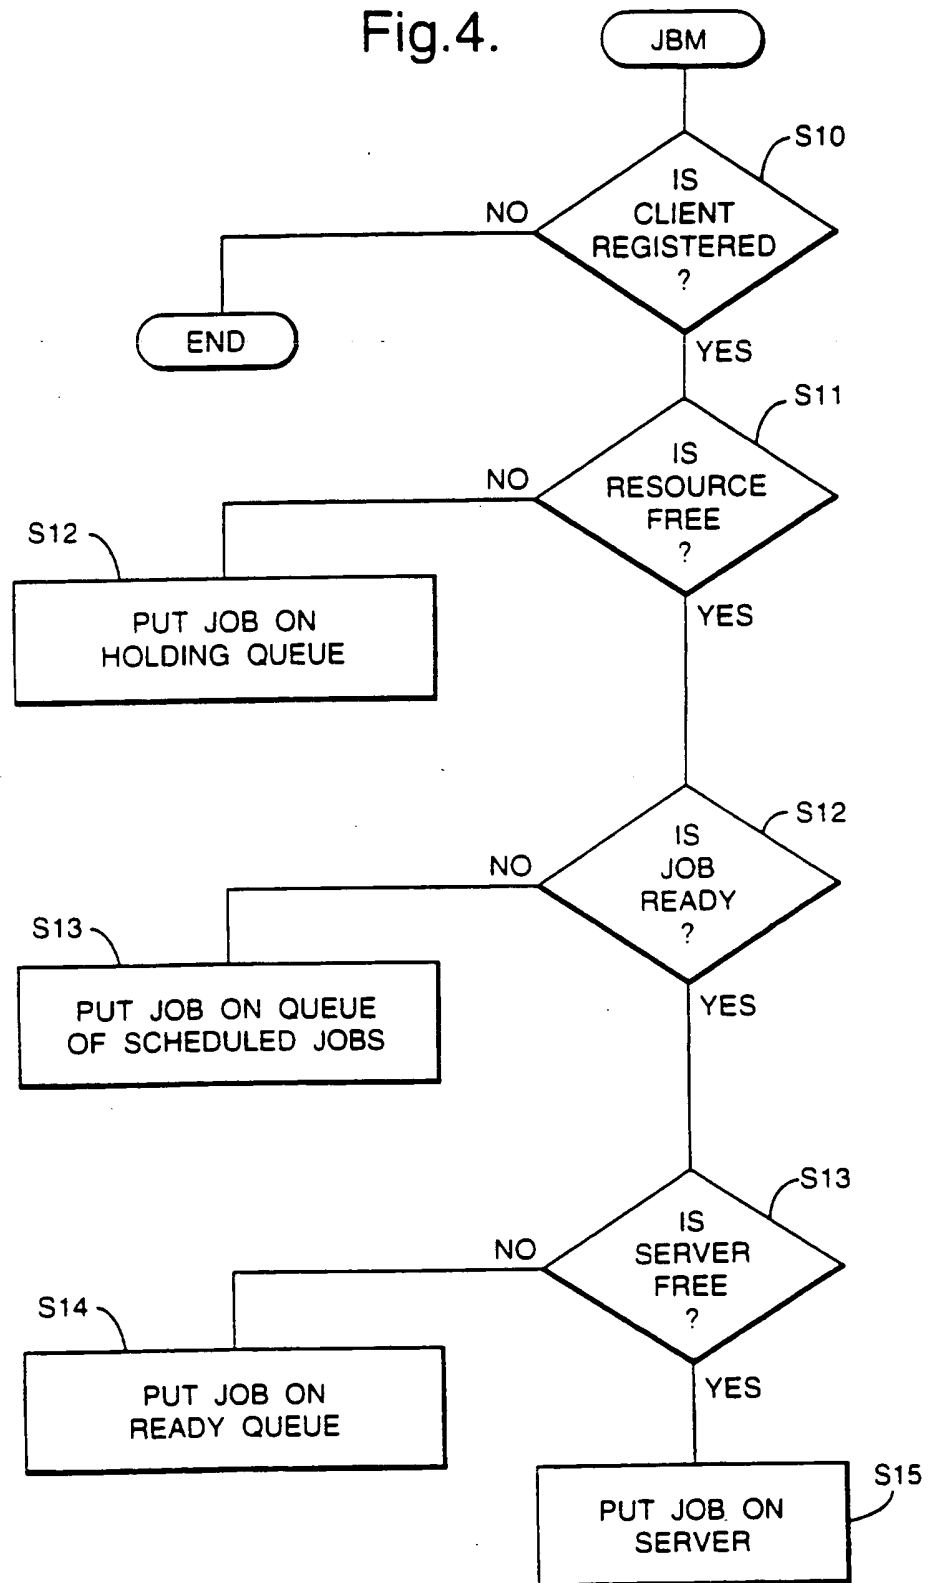 Fig.4.
JBM
S10
IS
CLIENT
REGISTERED
?
NO
END
YES
S11
IS
RESOURCE
FREE
?
NO
S12
PUT JOB ON
HOLDING QUEUE
YES
S12
IS
JOB
READY
?
NO
S13
PUT JOB ON QUEUE
OF SCHEDULED JOBS
YES
S13
IS
SERVER
FREE
?
NO
S14
PUT JOB ON
READY QUEUE
YES
S15
PUT JOB ON
SERVER